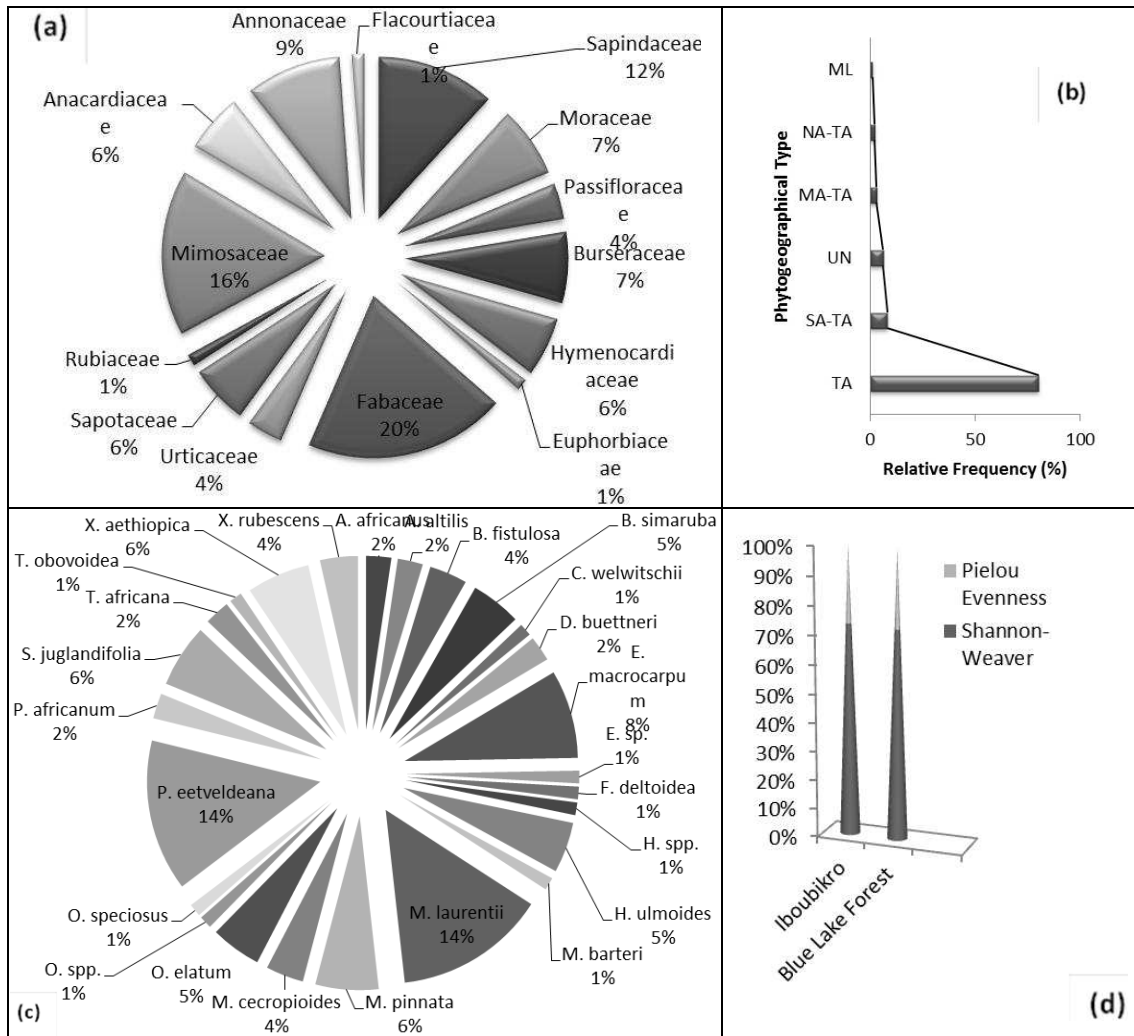 (a)
Annonaceae
9%
Flacourtiacea
e
1%
Sapindaceae
12%
Moraceae
7%
Passifloracea
e
4%
Burseraceae
7%
Hymenocardi
aceae
6%
Euphorbiace
ae
1%
Fabaceae
20%
Urticaceae
4%
Sapotaceae
6%
Rubiaceae
1%
Mimosaceae
16%
Anacardiacea
e
6%
(b)
Phytogeographical Type
ML
NA-TA
MA-TA
UN
SA-TA
TA
0 50 100
Relative Frequency (%)
(c)
A. africanus
2%
A. altilis
2%
B. fistulosa
4%
B. simaruba
5%
C. welwitschii
1%
D. buettneri
2%
E.
macrocarpu
m
8%
E. sp.
1%
F. deltoidea
1%
H. spp.
1%
H. ulmoides
5%
M. barteri
1%
M. laurentii
14%
M. pinnata
6%
M. cecropioides
4%
O. elatum
5%
O. spp.
1%
O. speciosus
1%
P. eetveldeana
14%
P. africanum
2%
S. juglandifolia
6%
T. africana
2%
T. obovoidea
1%
X. aethiopica
6%
X. rubescens
4%
100%
90%
80%
70%
60%
50%
40%
30%
20%
10%
0%
Iboubikro
Blue Lake Forest
Pielou
Evenness
Shannon-
Weaver
(d)